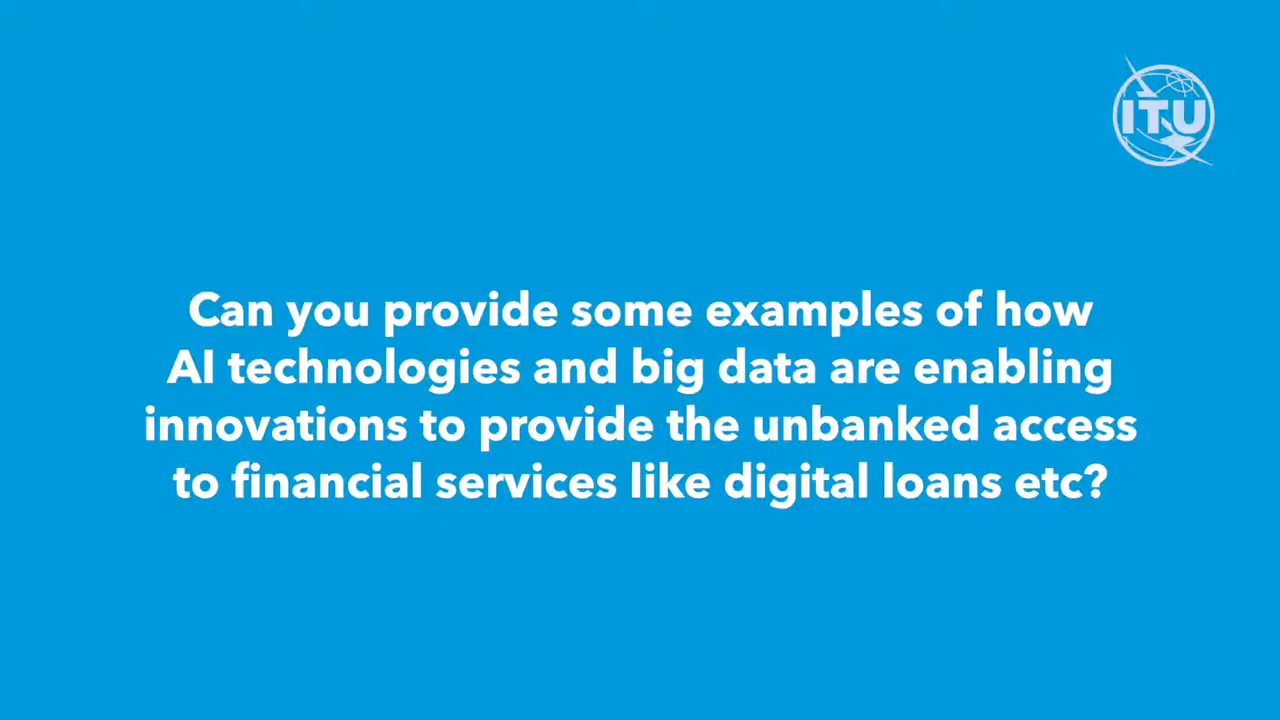 ITU
Can you provide some examples of how
AI technologies and big data are enabling
innovations to provide the unbanked access
to financial services like digital loans etc?